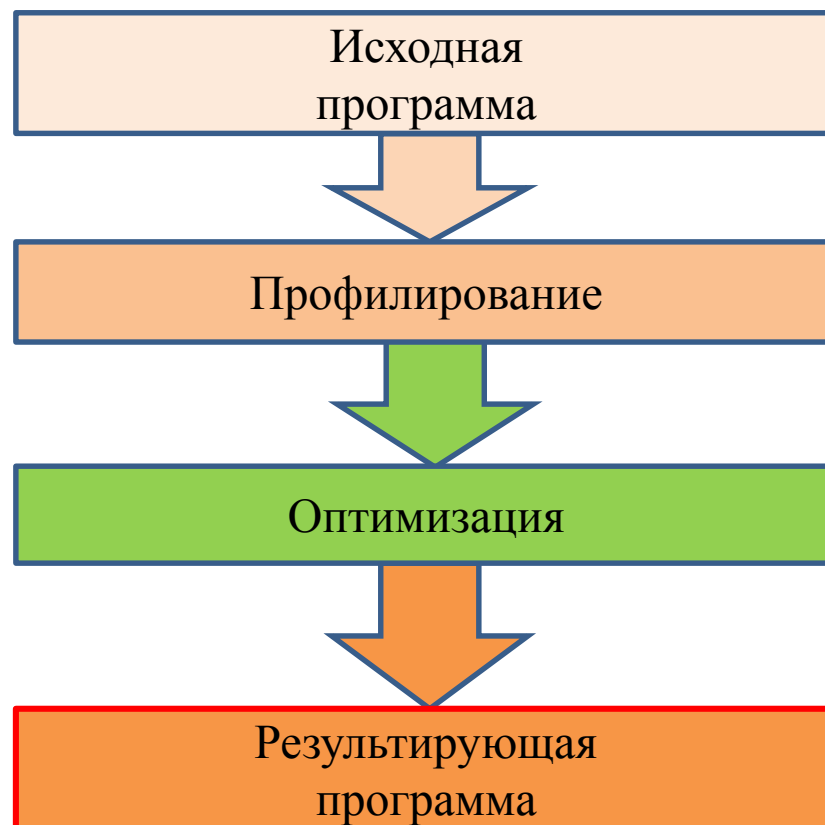 Исходная
программа
Профилирование
Оптимизация
Результирующая
программа